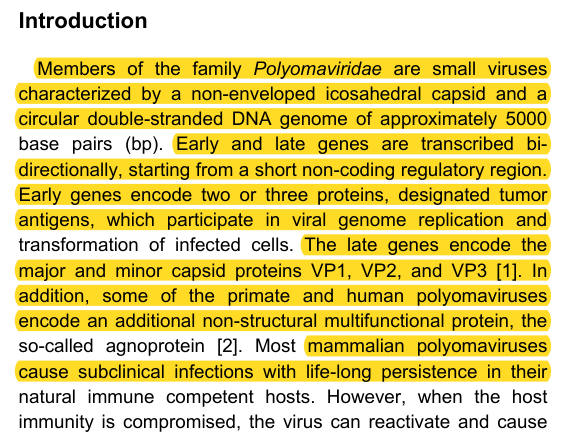 Introduction
Members of the family Polyomaviridae are small viruses
characterized by a non-enveloped icosahedral capsid and a
circular double-stranded DNA genome of approximately 5000
base pairs (bp). Early and late genes are transcribed bi-
directionally, starting from a short non-coding regulatory region.
Early genes encode two or three proteins, designated tumor
antigens, which participate in viral genome replication and
transformation of infected cells. The late genes encode the
major and minor capsid proteins VP1, VP2, and VP3 [1]. In
addition, some of the primate and human polyomaviruses
encode an additional non-structural multifunctional protein, the
so-called agnoprotein [2]. Most mammalian polyomaviruses
cause subclinical infections with life-long persistence in their
natural immune competent hosts. However, when the host
immunity is compromised, the virus can reactivate and cause